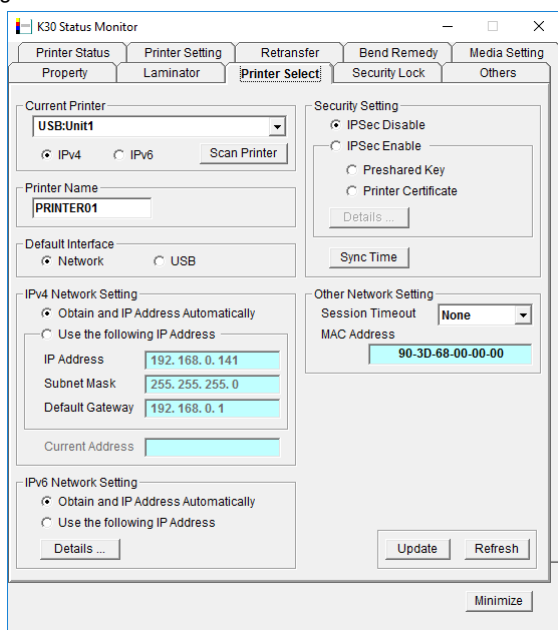 K30 Status Monitor
Printer Status Printer Setting Retransfer Bend Remedy Media Setting
Property Laminator Printer Select Security Lock Others
Current Printer
USB:Unit1
IPv4 IPv6 Scan Printer
Printer Name
PRINTER01
Default Interface
Network USB
IPv4 Network Setting
Obtain and IP Address Automatically
Use the following IP Address
IP Address 192. 168. 0. 141
Subnet Mask 255. 255. 255. 0
Default Gateway 192. 168. 0. 1
Current Address
IPv6 Network Setting
Obtain and IP Address Automatically
Use the following IP Address
Details ...
Security Setting
IPSec Disable
IPSec Enable
Preshared Key
Printer Certificate
Details ...
Sync Time
Other Network Setting
Session Timeout None
MAC Address
90-3D-68-00-00-00
Update Refresh
Minimize